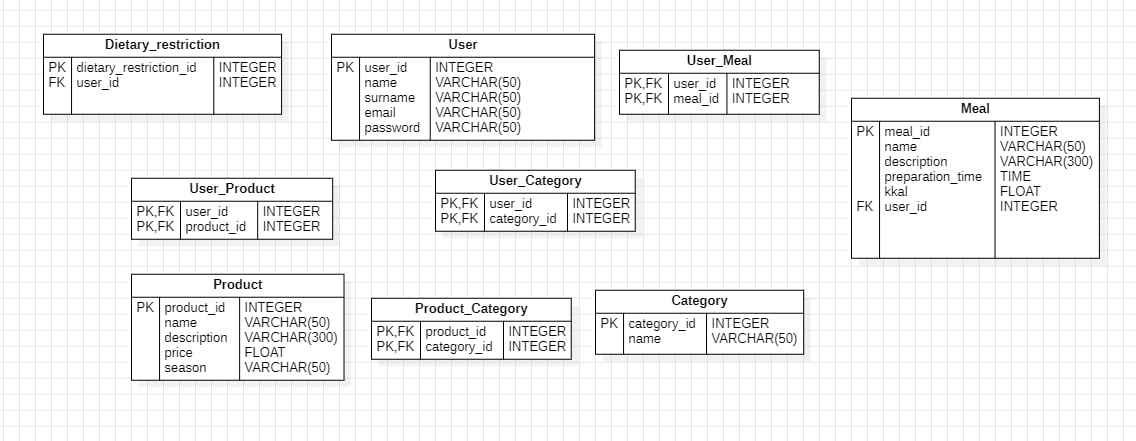 Dietary_restriction
PK dietary_restriction_id INTEGER
FK user_id INTEGER
User
PK user_id INTEGER
name VARCHAR(50)
surname VARCHAR(50)
email VARCHAR(50)
password VARCHAR(50)
User_Meal
PK,FK user_id INTEGER
PK,FK meal_id INTEGER
Meal
PK meal_id INTEGER
name VARCHAR(50)
description VARCHAR(300)
preparation_time TIME
kkal FLOAT
FK user_id INTEGER
User_Product
PK,FK user_id INTEGER
PK,FK product_id INTEGER
User_Category
PK,FK user_id INTEGER
PK,FK category_id INTEGER
Product
PK product_id INTEGER
name VARCHAR(50)
description VARCHAR(300)
price FLOAT
season VARCHAR(50)
Product_Category
PK,FK product_id INTEGER
PK,FK category_id INTEGER
Category
PK category_id INTEGER
name VARCHAR(50)